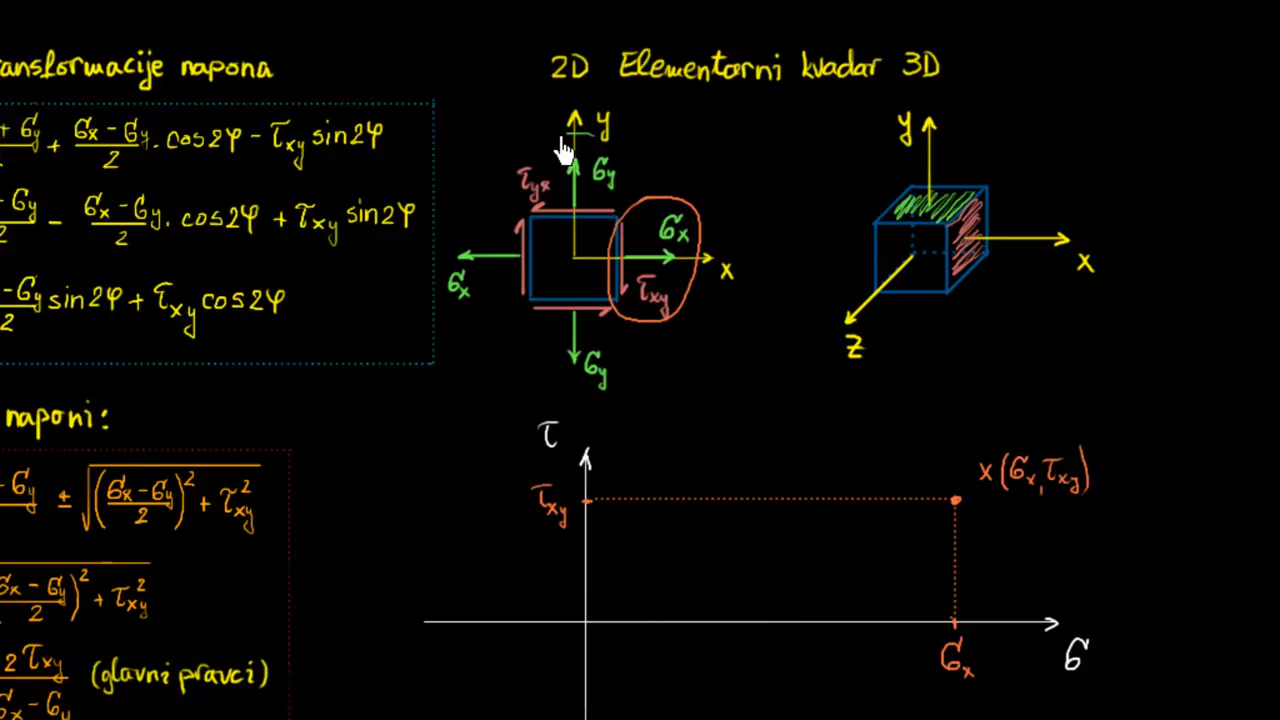 ansformacije napona
2D Elementarni kvadar 3D
+ σy + σx - σy / 2 · cos2φ - τxy sin2φ
σy / 2 - σx - σy / 2 · cos2φ + τxy sin2φ
- σy / 2 sin2φ + τxy cos2φ
y
σy
τyx
σx
x
σx
τxy
σy
y
x
z
naponi:
- σy ± √(σx - σy / 2)² + τxy²
σx - σy / 2)² + τxy²
2τxy / σx - σy (glavni pravci)
τ
τxy
x(σx, τxy)
σx
σ